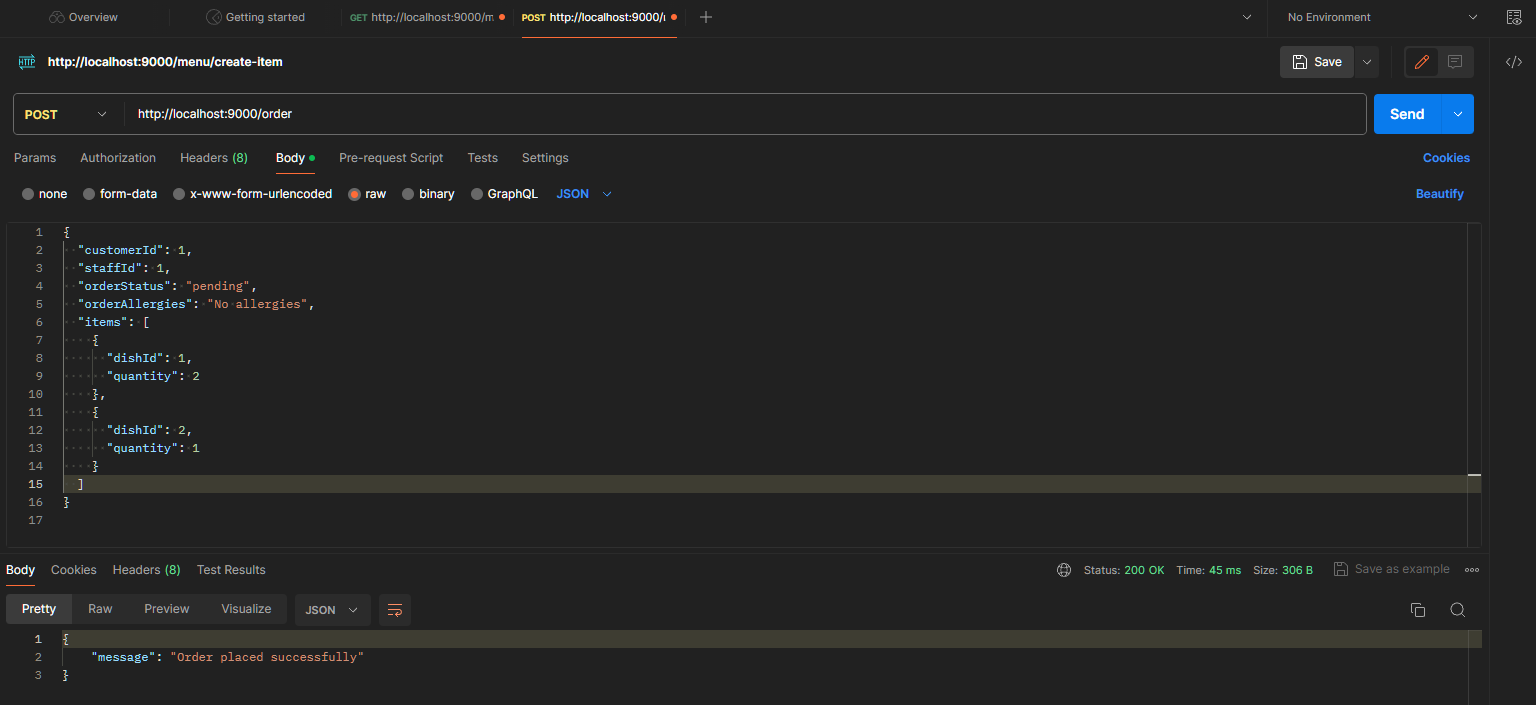 Overview Getting started GET http://localhost:9000/m POST http://localhost:9000/ No Environment
HTTP http://localhost:9000/menu/create-item Save
POST http://localhost:9000/order Send
Params Authorization Headers (8) Body Pre-request Script Tests Settings Cookies
none form-data x-www-form-urlencoded raw binary GraphQL JSON Beautify
1 {
2 "customerId": 1,
3 "staffId": 1,
4 "orderStatus": "pending",
5 "orderAllergies": "No allergies",
6 "items": [
7 {
8 "dishId": 1,
9 "quantity": 2
10 },
11 {
12 "dishId": 2,
13 "quantity": 1
14 }
15 ]
16 }
17
Body Cookies Headers (8) Test Results Status: 200 OK Time: 45 ms Size: 306 B Save as example
Pretty Raw Preview Visualize JSON
1 {
2 "message": "Order placed successfully"
3 }